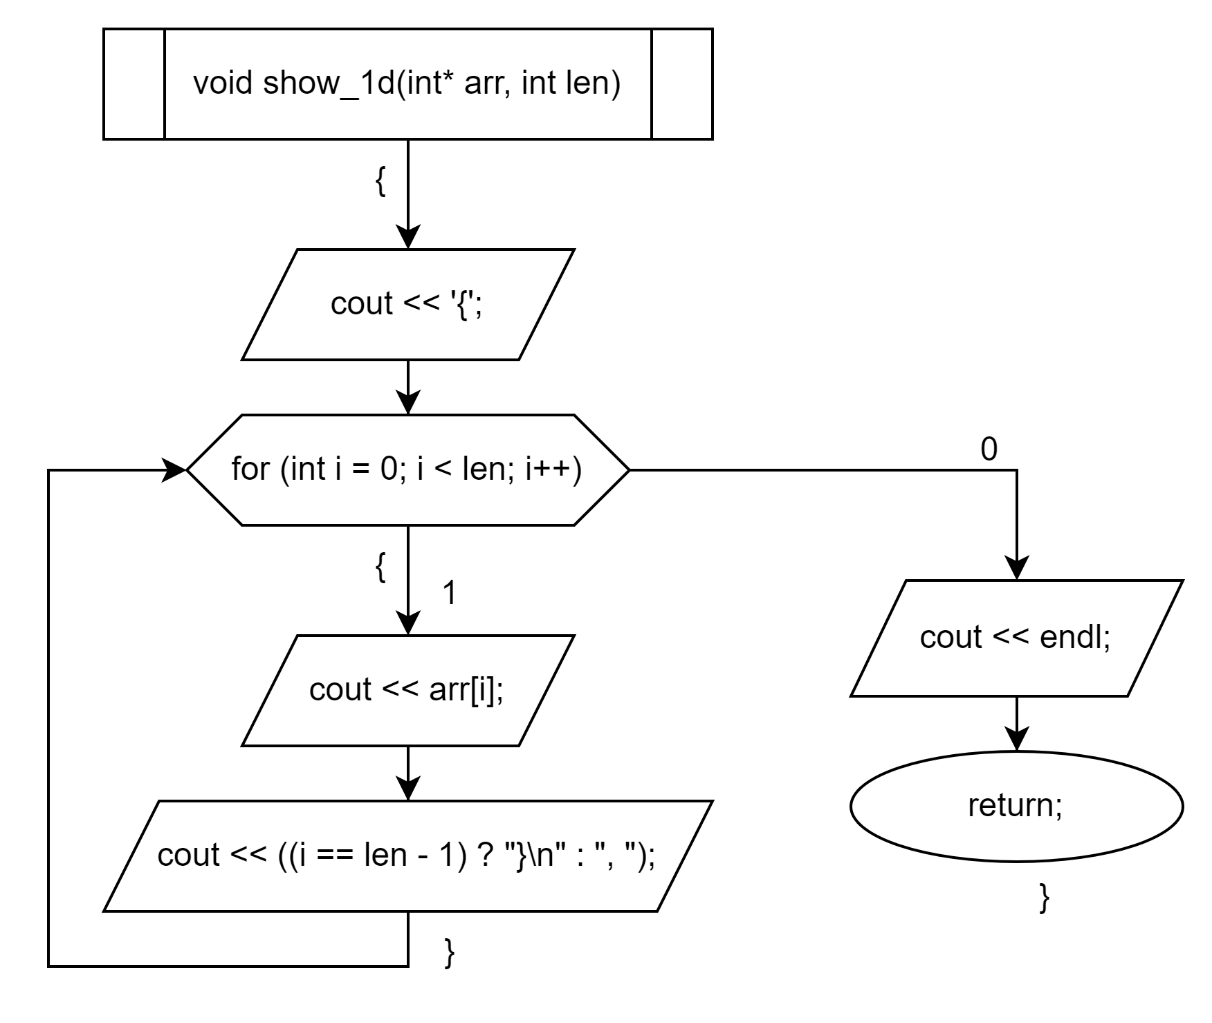 void show_1d(int* arr, int len)
{
cout << '{';
for (int i = 0; i < len; i++)
0
{
1
cout << arr[i];
cout << endl;
cout << ((i == len - 1) ? "}\n" : ", ");
return;
}
}